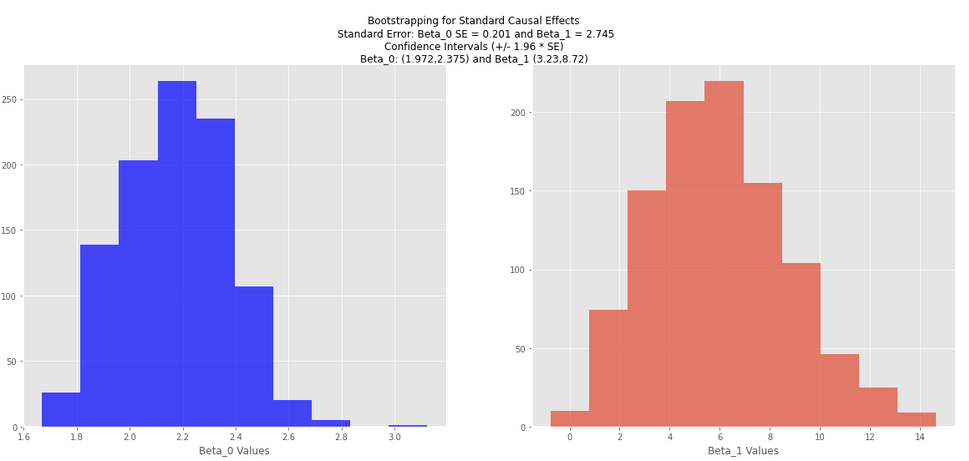 Bootstrapping for Standard Causal Effects
Standard Error: Beta_0 SE = 0.201 and Beta_1 = 2.745
Confidence Intervals (+/- 1.96 * SE)
Beta_0: (1.972,2.375) and Beta_1 (3.23,8.72)
250
200
150
100
50
0
1.6 1.8 2.0 2.2 2.4 2.6 2.8 3.0
Beta_0 Values
200
150
100
50
0
0 2 4 6 8 10 12 14
Beta_1 Values